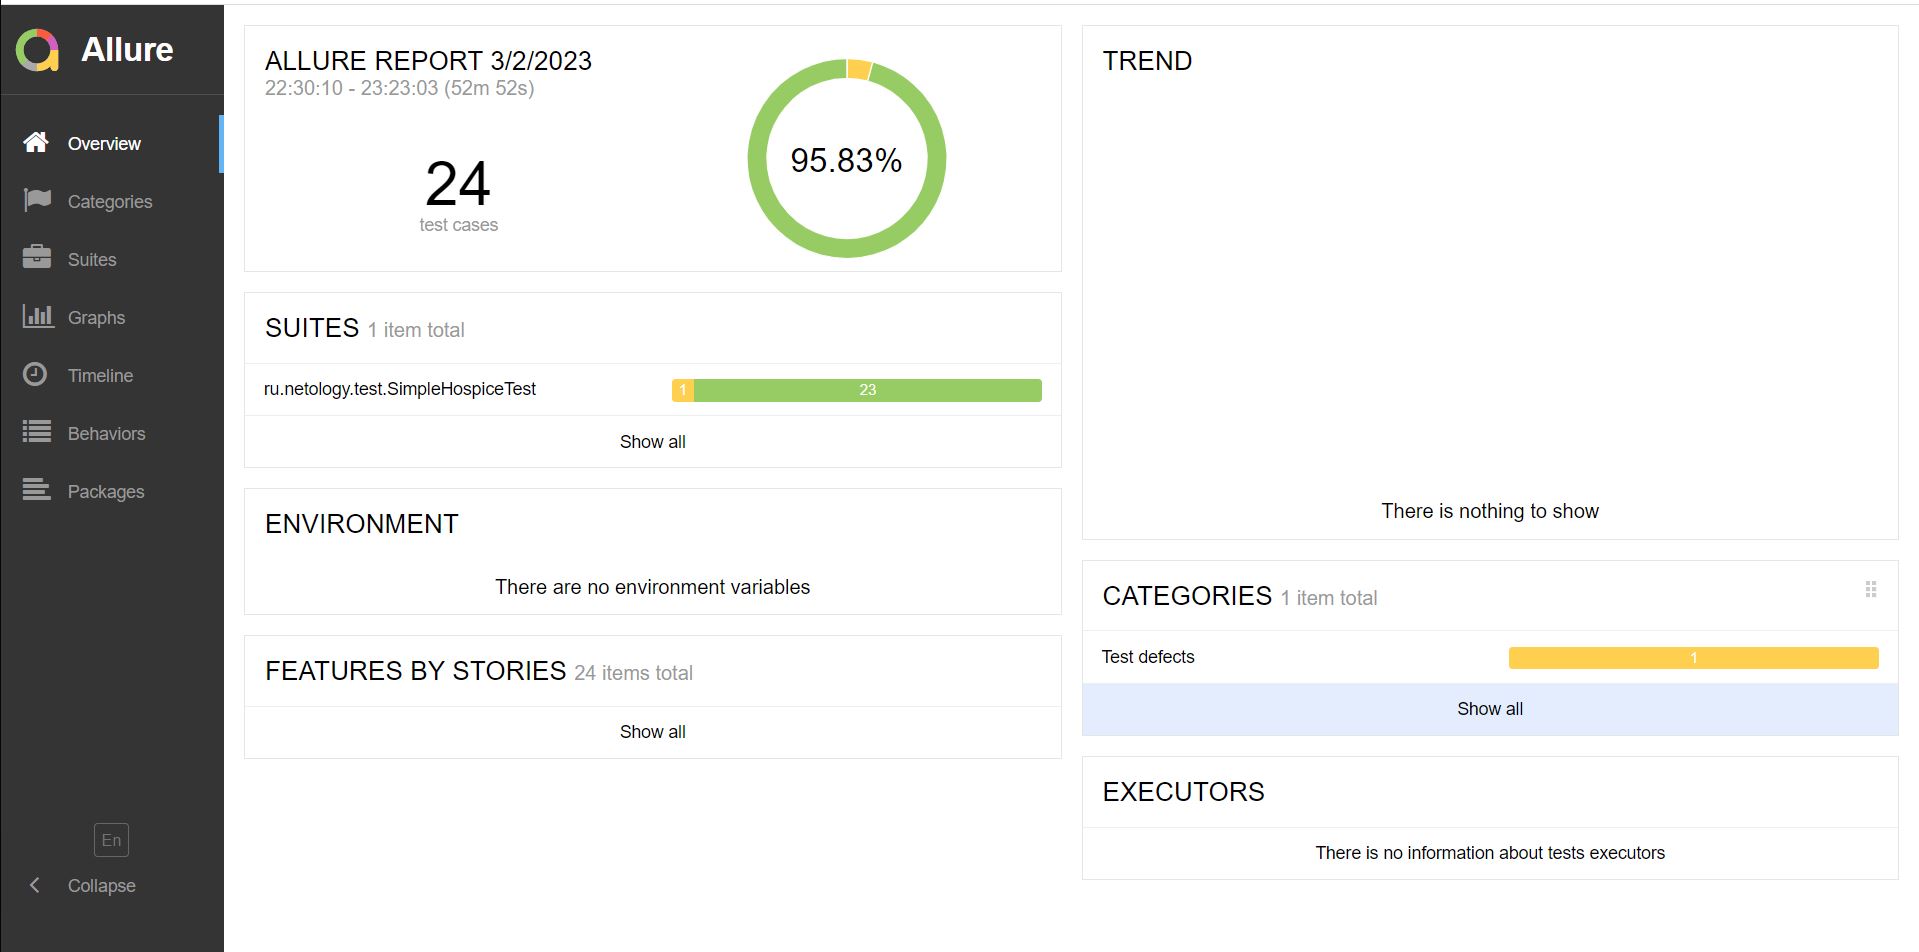 Allure
Overview
Categories
Suites
Graphs
Timeline
Behaviors
Packages
En
Collapse
ALLURE REPORT 3/2/2023
22:30:10 - 23:23:03 (52m 52s)
24
test cases
95.83%
SUITES 1 item total
ru.netology.test.SimpleHospiceTest 1 23
Show all
ENVIRONMENT
There are no environment variables
FEATURES BY STORIES 24 items total
Show all
TREND
There is nothing to show
CATEGORIES 1 item total
Test defects 1
Show all
EXECUTORS
There is no information about tests executors